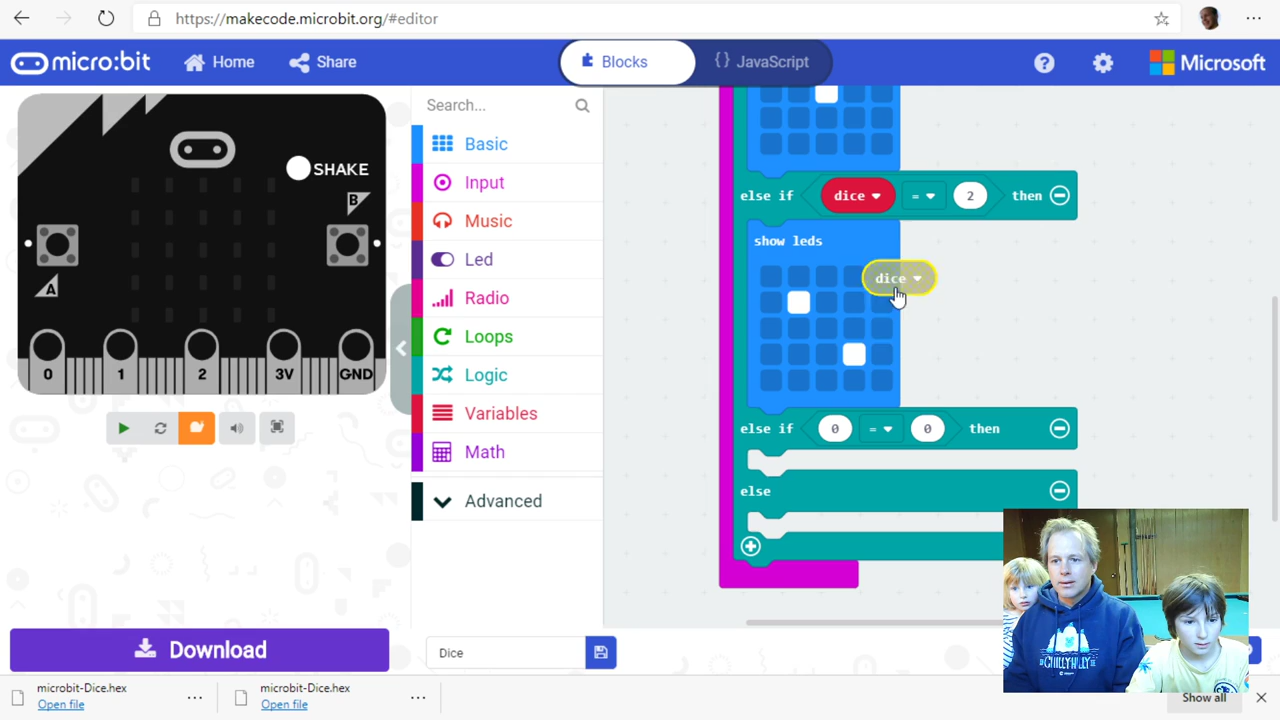 https://makecode.microbit.org/#editor
micro:bit
Home
Share
Blocks
{} JavaScript
?
Microsoft
SHAKE
B
A
0 1 2 3V GND
Download
Search...
Basic
Input
Music
Led
Radio
Loops
Logic
Variables
Math
Advanced
else if dice = 2 then
show leds
dice
else if 0 = 0 then
else
Dice
microbit-Dice.hex
Open file
microbit-Dice.hex
Open file
Show all